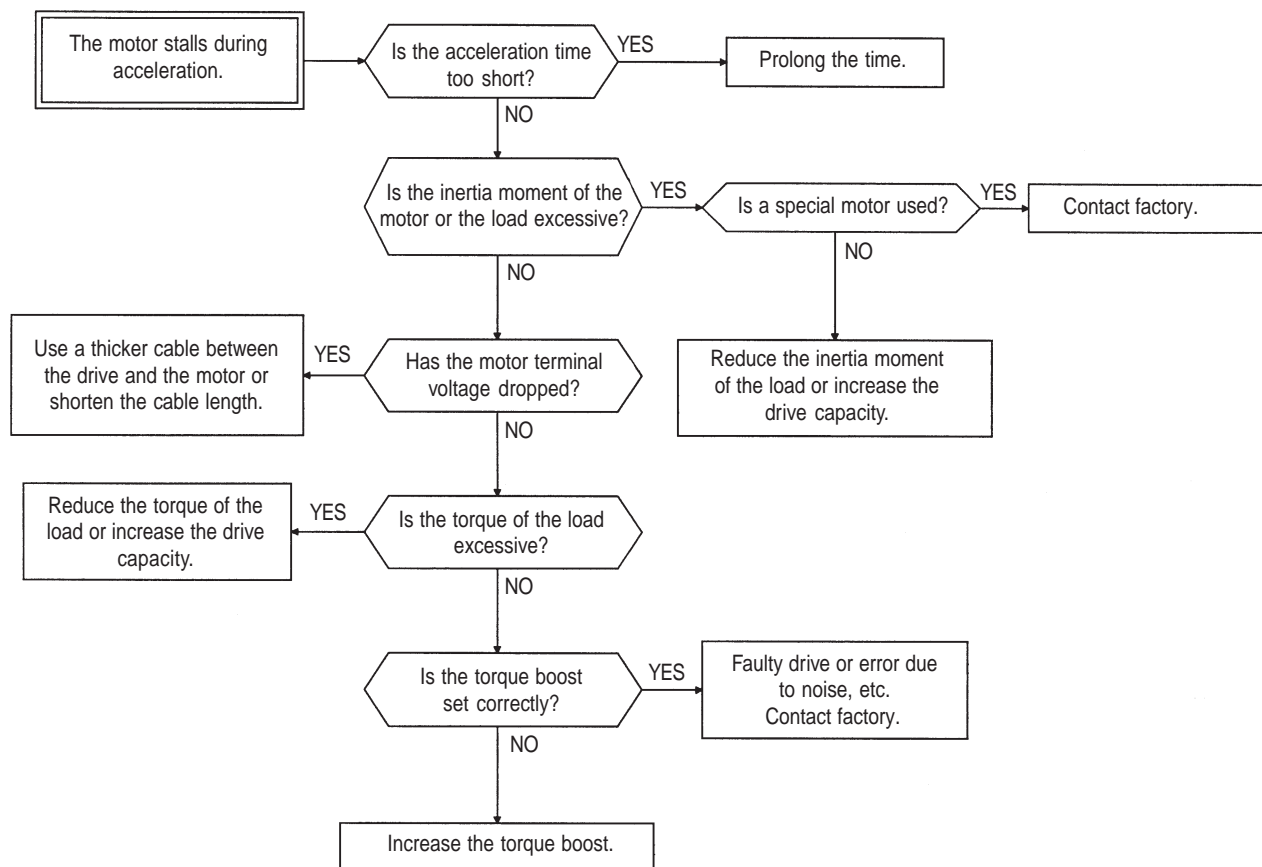 The motor stalls during
acceleration.
Is the acceleration time
too short?
YES
Prolong the time.
NO
Is the inertia moment of the
motor or the load excessive?
YES
Is a special motor used?
YES
Contact factory.
NO
NO
Reduce the inertia moment
of the load or increase the
drive capacity.
Has the motor terminal
voltage dropped?
YES
Use a thicker cable between
the drive and the motor or
shorten the cable length.
NO
Is the torque of the load
excessive?
YES
Reduce the torque of the
load or increase the drive
capacity.
NO
Is the torque boost
set correctly?
YES
Faulty drive or error due
to noise, etc.
Contact factory.
NO
Increase the torque boost.